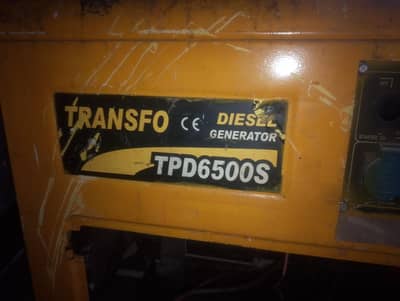 TRANSFO CE DIESEL
GENERATOR
TPD6500S